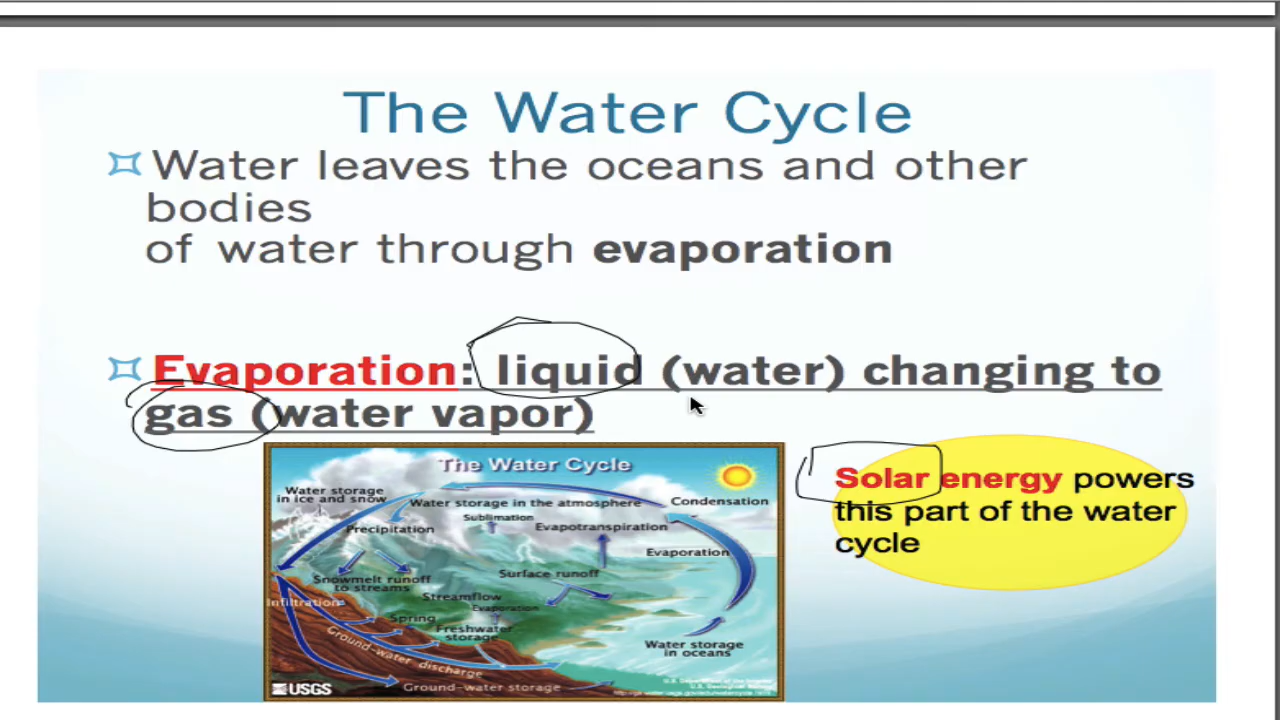 The Water Cycle
Water leaves the oceans and other
bodies
of water through evaporation
Evaporation: liquid (water) changing to
gas (water vapor)
The Water Cycle
Water storage
in ice and snow
Water storage in the atmosphere
Condensation
Sublimation
Precipitation
Evapotranspiration
Evaporation
Snowmelt runoff
to streams
Surface runoff
Infiltration
Streamflow
Evaporation
Spring
Freshwater
storage
Ground-water discharge
Water storage
in oceans
USGS
Ground-water storage
Solar energy powers
this part of the water
cycle